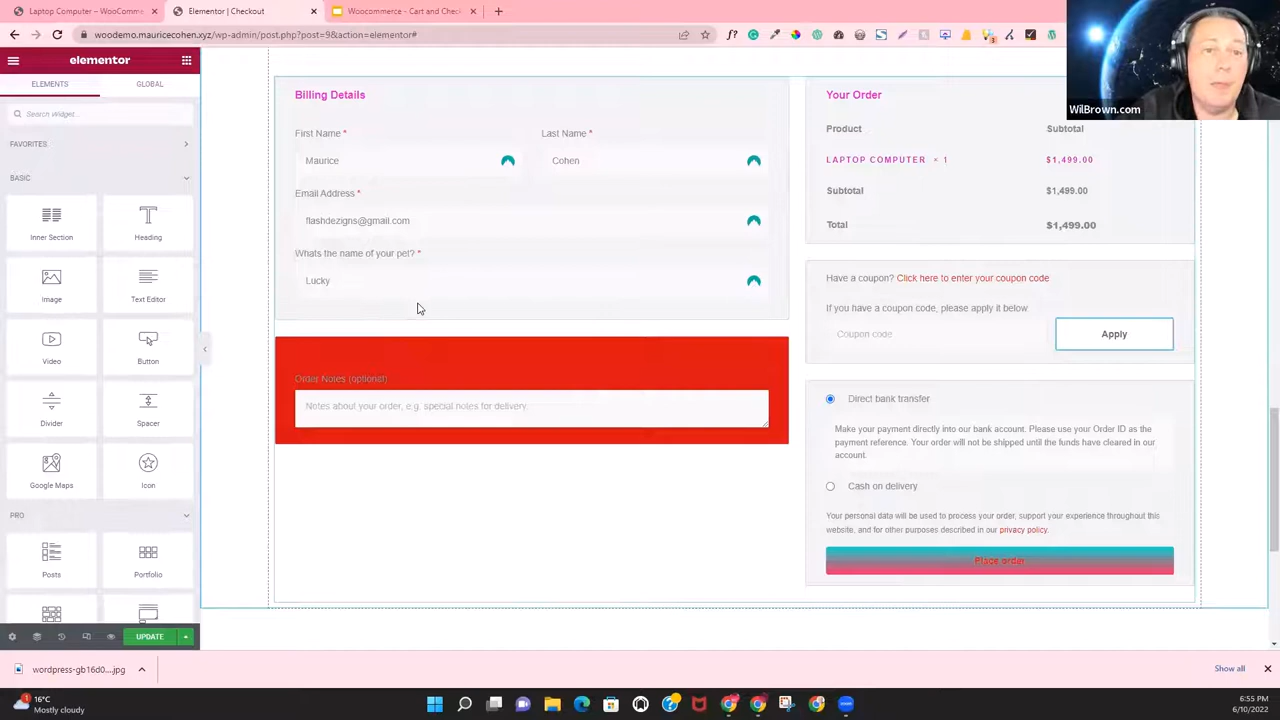 Laptop Computer – WooComme
Elementor | Checkout
Woocommerce - Cart and Check
woodemo.mauricecohen.xyz/wp-admin/post.php?post=9&action=elementor#
WilBrown.com
elementor
ELEMENTS
GLOBAL
Search Widget...
FAVORITES
BASIC
Inner Section
Heading
Image
Text Editor
Video
Button
Divider
Spacer
Google Maps
Icon
PRO
Posts
Portfolio
UPDATE
Billing Details
First Name *
Last Name *
Maurice
Cohen
Email Address *
flashdezigns@gmail.com
Whats the name of your pet? *
Lucky
Order Notes (optional)
Notes about your order, e.g. special notes for delivery.
Your Order
Product
Subtotal
LAPTOP COMPUTER × 1
$1,499.00
Subtotal
$1,499.00
Total
$1,499.00
Have a coupon? Click here to enter your coupon code
If you have a coupon code, please apply it below.
Coupon code
Apply
Direct bank transfer
Make your payment directly into our bank account. Please use your Order ID as the
payment reference. Your order will not be shipped until the funds have cleared in our
account.
Cash on delivery
Your personal data will be used to process your order, support your experience throughout this
website, and for other purposes described in our privacy policy.
Place order
wordpress-gb16d0....jpg
Show all
16°C
Mostly cloudy
6:55 PM
6/10/2022